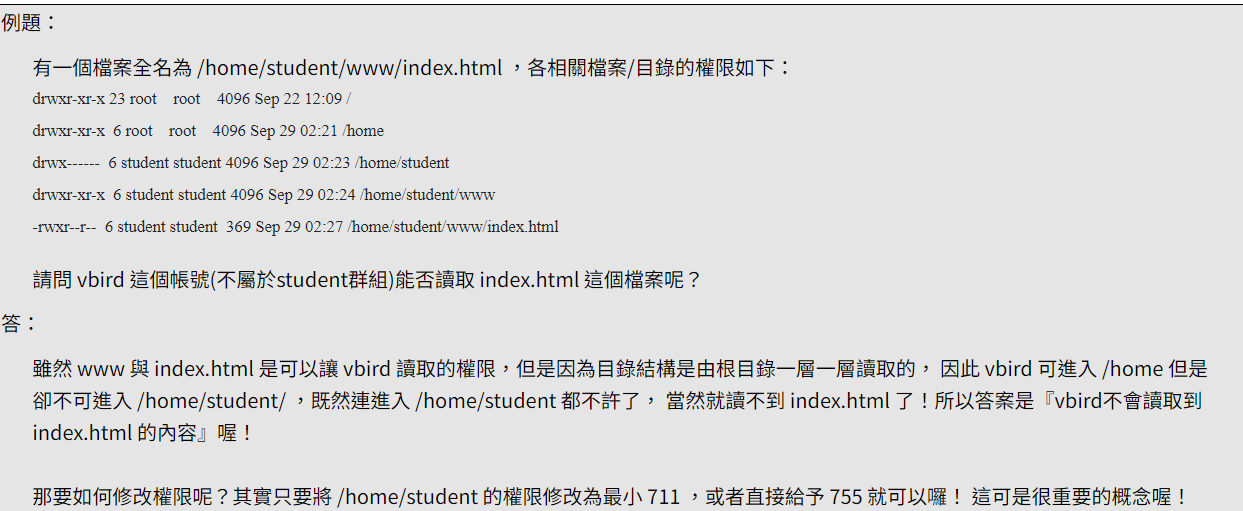 例題：
有一個檔案全名為 /home/student/www/index.html ，各相關檔案/目錄的權限如下：
drwxr-xr-x 23 root    root    4096 Sep 22 12:09 /
drwxr-xr-x  6 root    root    4096 Sep 29 02:21 /home
drwx------  6 student student 4096 Sep 29 02:23 /home/student
drwxr-xr-x  6 student student 4096 Sep 29 02:24 /home/student/www
-rwxr--r--  6 student student  369 Sep 29 02:27 /home/student/www/index.html
請問 vbird 這個帳號(不屬於student群組)能否讀取 index.html 這個檔案呢？
答：
雖然 www 與 index.html 是可以讓 vbird 讀取的權限，但是因為目錄結構是由根目錄一層一層讀取的， 因此 vbird 可進入 /home 但是
卻不可進入 /home/student/ ，既然連進入 /home/student 都不許了， 當然就讀不到 index.html 了！所以答案是『vbird不會讀取到
index.html 的內容』喔！
那要如何修改權限呢？其實只要將 /home/student 的權限修改為最小 711 ，或者直接給予 755 就可以囉！ 這可是很重要的概念喔！